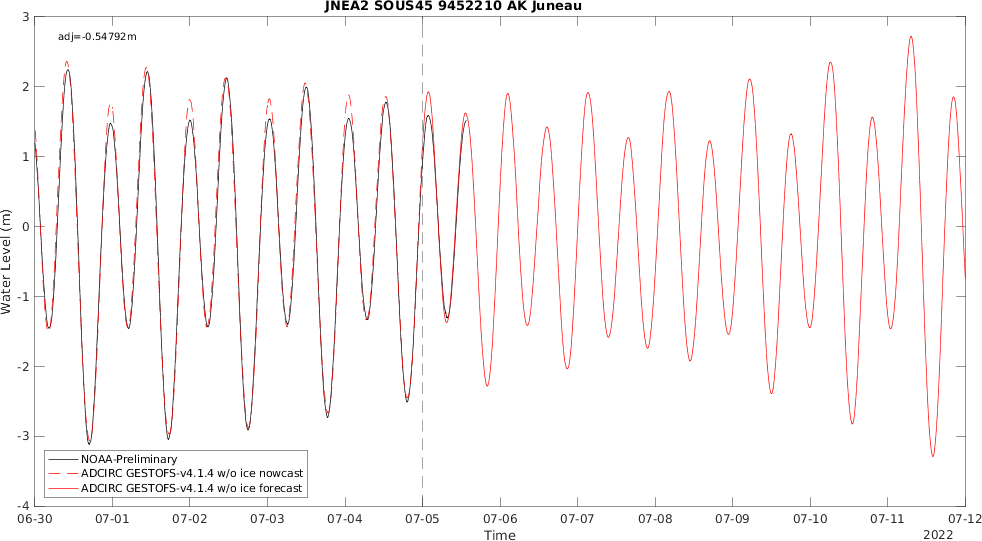 JNEA2 SOUS45 9452210 AK Juneau
adj=-0.54792m
3
2
1
0
-1
-2
-3
-4
Water Level (m)
NOAA-Preliminary
ADCIRC GESTOFS-v4.1.4 w/o ice nowcast
ADCIRC GESTOFS-v4.1.4 w/o ice forecast
06-30 07-01 07-02 07-03 07-04 07-05 07-06 07-07 07-08 07-09 07-10 07-11 07-12
Time
2022